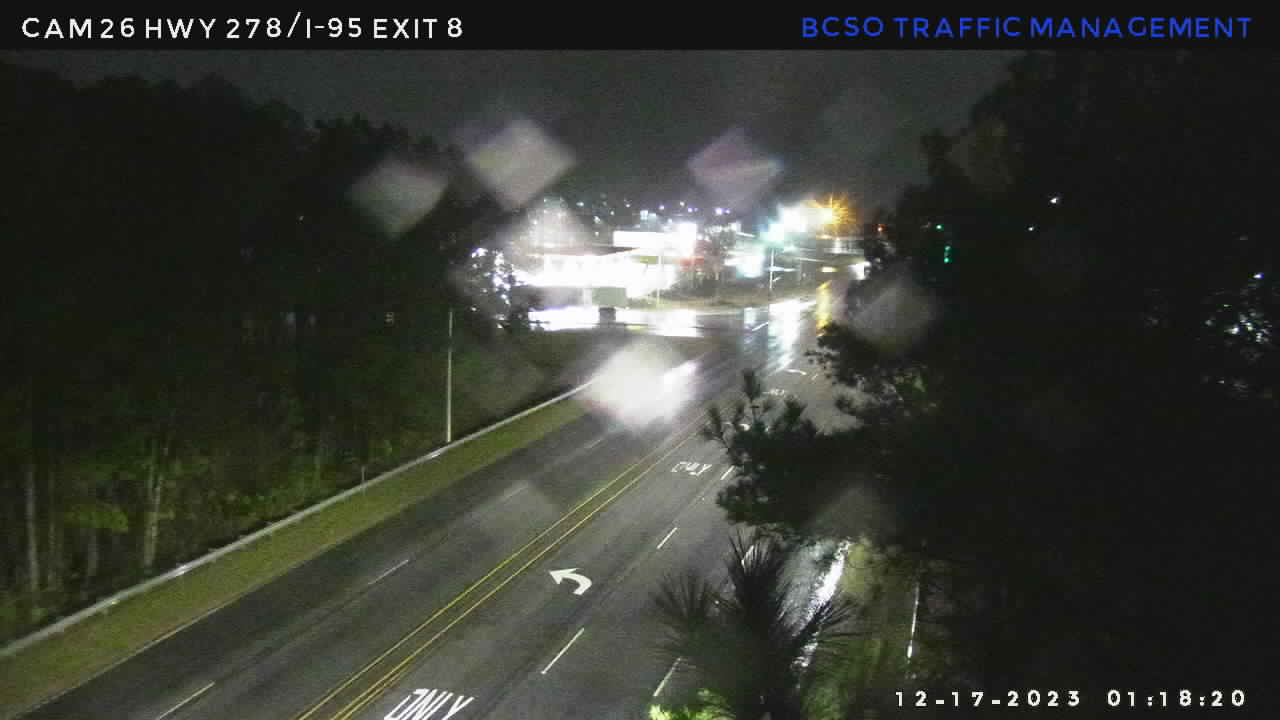 CAM 26 HWY 278/I-95 EXIT 8
BCSO TRAFFIC MANAGEMENT
ONLY
ONLY
12-17-2023 01:18:20